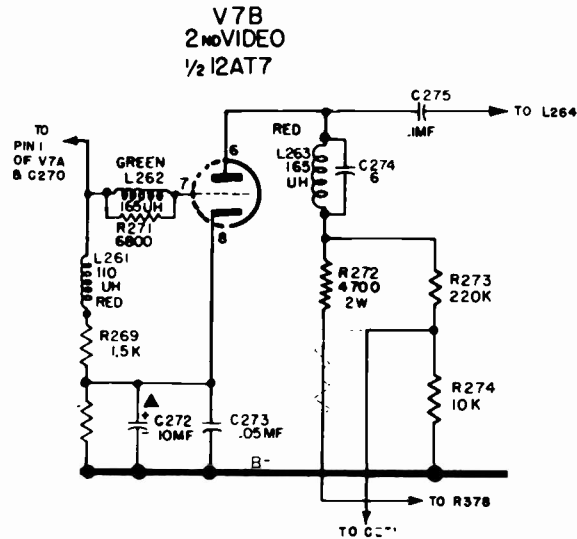 V7B
2ND VIDEO
½ 12AT7
TO
PIN 1
OF V7A
& C270
GREEN
L262
165UH
R271
6800
7
6
8
L261
110
UH
RED
R269
1.5K
C272
10MF
+
-
C273
.05MF
B-
RED
L263
165
UH
C274
6
C275
.1MF
TO L264
R272
4700
2W
R273
220K
R274
10K
TO R378
TO